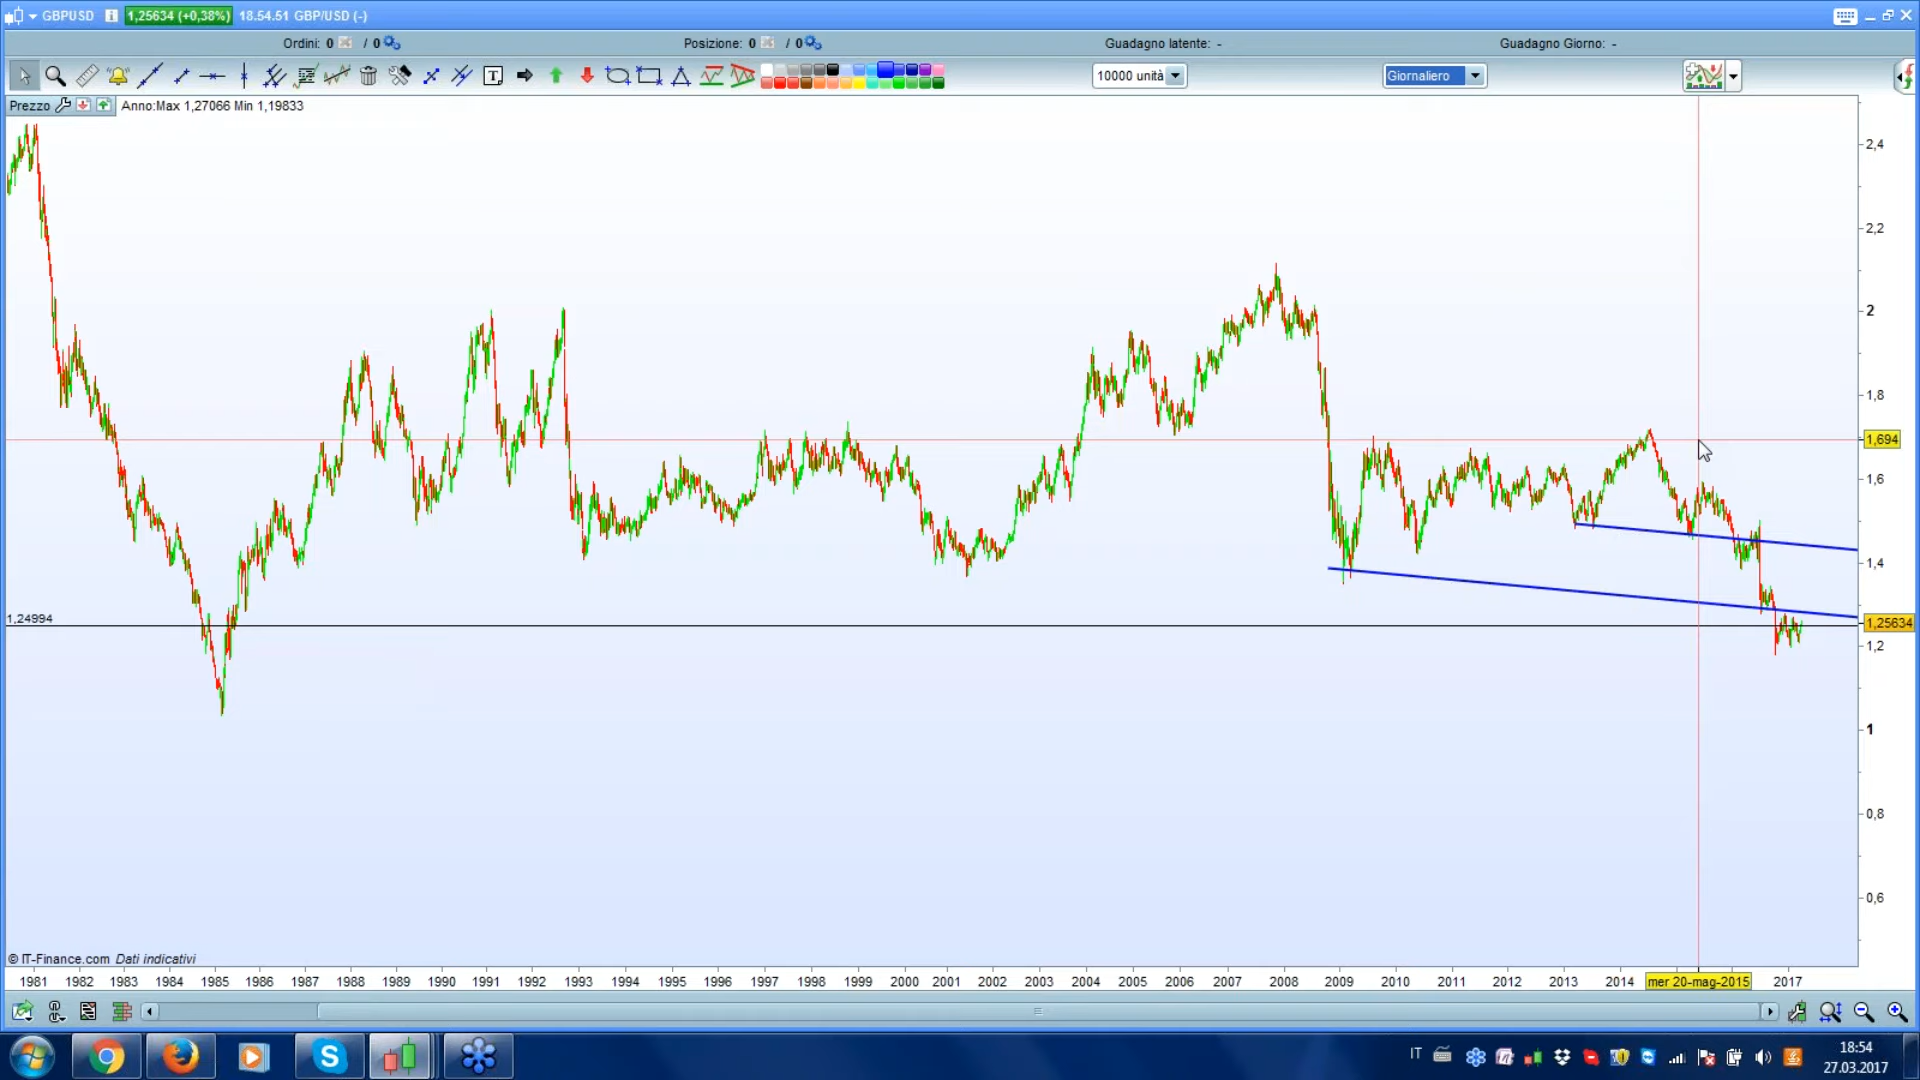 GBPUSD 1,25634 (+0,38%) 18.54.51 GBP/USD (-)
Ordini: 0 / 0 Posizione: 0 / 0 Guadagno latente: - Guadagno Giorno: -
10000 unità Giornaliero
Prezzo Anno:Max 1,27066 Min 1,19833
2,4
2,2
2
1,8
1,694
1,6
1,4
1,24994
1,25634
1,2
1
0,8
0,6
© IT-Finance.com Dati indicativi
1981 1982 1983 1984 1985 1986 1987 1988 1989 1990 1991 1992 1993 1994 1995 1996 1997 1998 1999 2000 2001 2002 2003 2004 2005 2006 2007 2008 2009 2010 2011 2012 2013 2014 mer 20-mag-2015 2017
IT 18:54
27.03.2017